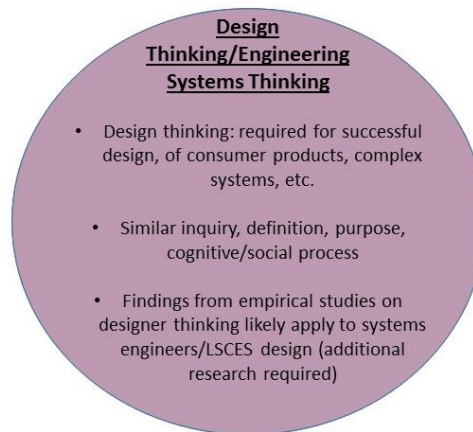 Design
Thinking/Engineering
Systems Thinking
• Design thinking: required for successful
design, of consumer products, complex
systems, etc.
• Similar inquiry, definition, purpose,
cognitive/social process
• Findings from empirical studies on
designer thinking likely apply to systems
engineers/LSCES design (additional
research required)